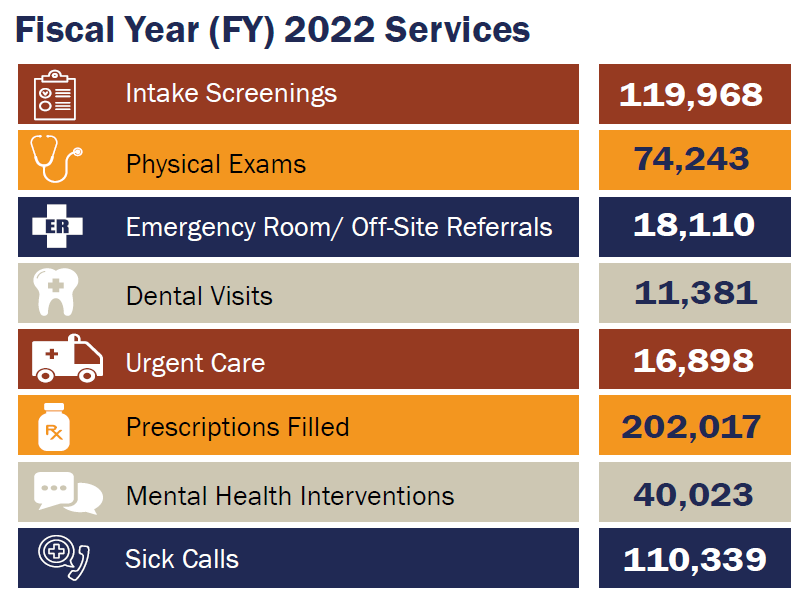 Fiscal Year (FY) 2022 Services
Intake Screenings 119,968
Physical Exams 74,243
ER Emergency Room/ Off-Site Referrals 18,110
Dental Visits 11,381
Urgent Care 16,898
Rx Prescriptions Filled 202,017
Mental Health Interventions 40,023
Sick Calls 110,339